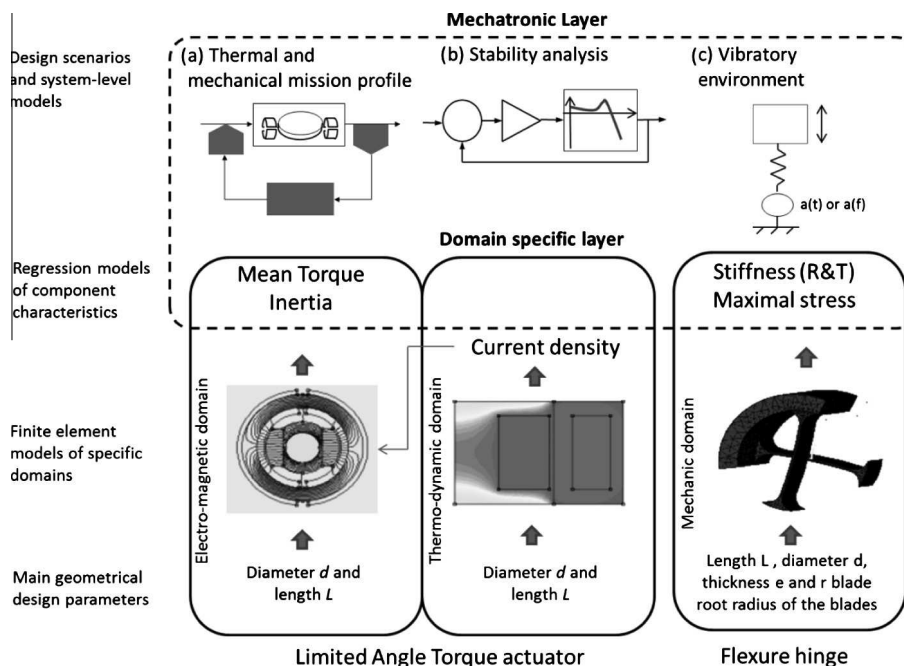 Mechatronic Layer
Design scenarios
and system-level
models
(a) Thermal and
mechanical mission profile
(b) Stability analysis
(c) Vibratory
environment
a(t) or a(f)
Domain specific layer
Regression models
of component
characteristics
Mean Torque
Inertia
Stiffness (R&T)
Maximal stress
Current density
Finite element
models of specific
domains
Electro-magnetic domain
Thermo-dynamic domain
Mechanic domain
Main geometrical
design parameters
Diameter d and
length L
Diameter d and
length L
Length L , diameter d,
thickness e and r blade
root radius of the blades
Limited Angle Torque actuator
Flexure hinge